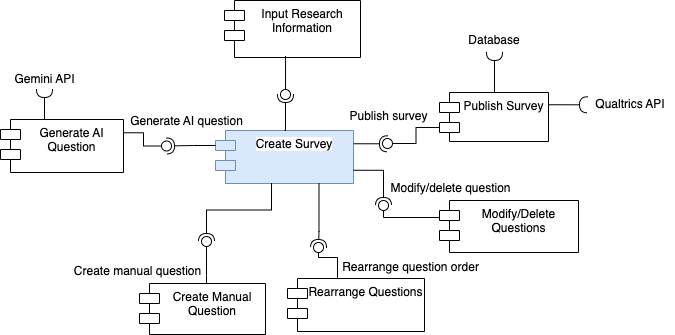 Input Research
Information
Database
Gemini API
Publish Survey
Qualtrics API
Generate AI question
Publish survey
Generate AI
Question
Create Survey
Modify/delete question
Modify/Delete
Questions
Create manual question
Rearrange question order
Create Manual
Question
Rearrange Questions